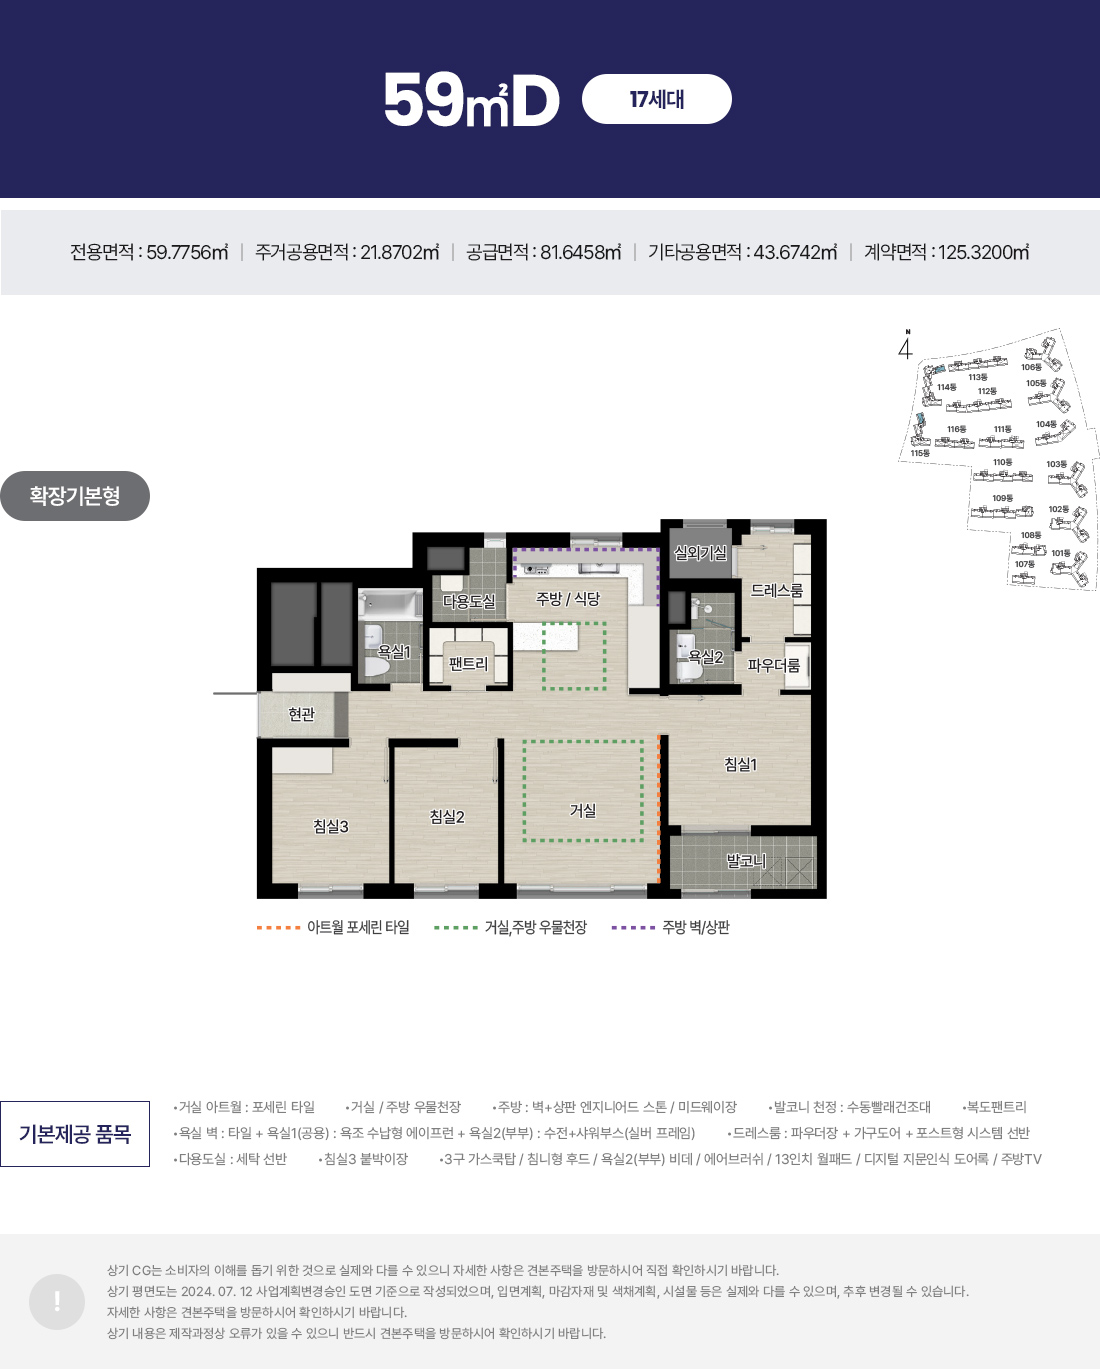 59㎡D 17세대
전용면적 : 59.7756㎡ | 주거공용면적 : 21.8702㎡ | 공급면적 : 81.6458㎡ | 기타공용면적 : 43.6742㎡ | 계약면적 : 125.3200㎡
N
106동
113동
105동
114동
112동
104동
116동
111동
115동
110동
103동
109동
102동
108동
101동
107동
확장기본형
실외기실
드레스룸
다용도실
주방 / 식당
욕실1
팬트리
욕실2
파우더룸
현관
침실1
거실
침실2
침실3
발코니
아트월 포세린 타일 거실,주방 우물천장 주방 벽/상판
기본제공 품목
•거실 아트월 : 포세린 타일 •거실 / 주방 우물천장 •주방 : 벽+상판 엔지니어드 스톤 / 미드웨이장 •발코니 천정 : 수동빨래건조대 •복도팬트리
•욕실 벽 : 타일 + 욕실1(공용) : 욕조 수납형 에이프런 + 욕실2(부부) : 수전+샤워부스(실버 프레임) •드레스룸 : 파우더장 + 가구도어 + 포스트형 시스템 선반
•다용도실 : 세탁 선반 •침실3 붙박이장 •3구 가스쿡탑 / 침니형 후드 / 욕실2(부부) 비데 / 에어브러쉬 / 13인치 월패드 / 디지털 지문인식 도어록 / 주방TV
!
상기 CG는 소비자의 이해를 돕기 위한 것으로 실제와 다를 수 있으니 자세한 사항은 견본주택을 방문하시어 직접 확인하시기 바랍니다.
상기 평면도는 2024. 07. 12 사업계획변경승인 도면 기준으로 작성되었으며, 입면계획, 마감자재 및 색채계획, 시설물 등은 실제와 다를 수 있으며, 추후 변경될 수 있습니다.
자세한 사항은 견본주택을 방문하시어 확인하시기 바랍니다.
상기 내용은 제작과정상 오류가 있을 수 있으니 반드시 견본주택을 방문하시어 확인하시기 바랍니다.